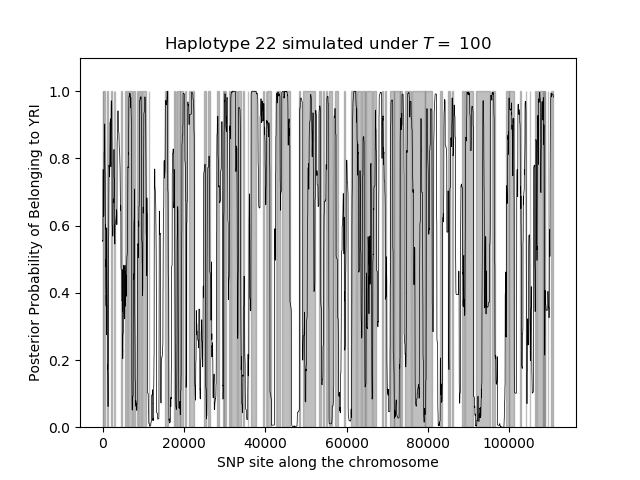 Haplotype 22 simulated under T = 100
Posterior Probability of Belonging to YRI
1.0
0.8
0.6
0.4
0.2
0.0
0 20000 40000 60000 80000 100000
SNP site along the chromosome